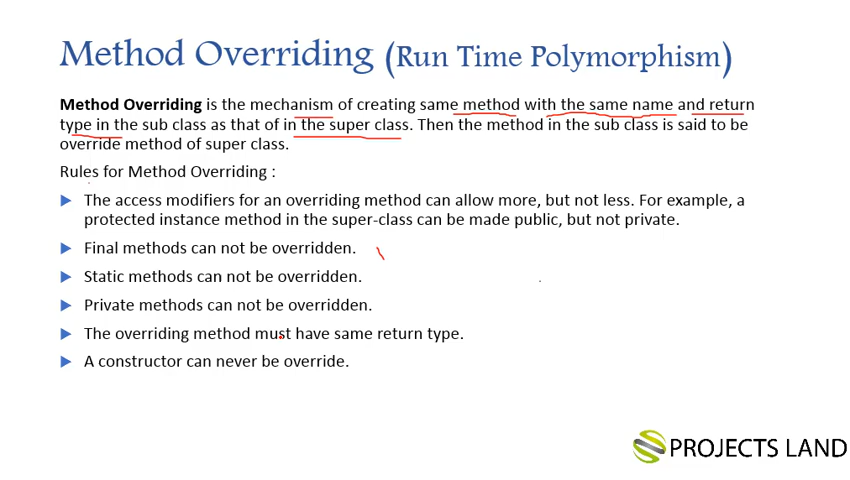 Method Overriding (Run Time Polymorphism)
Method Overriding is the mechanism of creating same method with the same name and return
type in the sub class as that of in the super class. Then the method in the sub class is said to be
override method of super class.
Rules for Method Overriding :
The access modifiers for an overriding method can allow more, but not less. For example, a
protected instance method in the super-class can be made public, but not private.
Final methods can not be overridden.
Static methods can not be overridden.
Private methods can not be overridden.
The overriding method must have same return type.
A constructor can never be override.
PROJECTS LAND